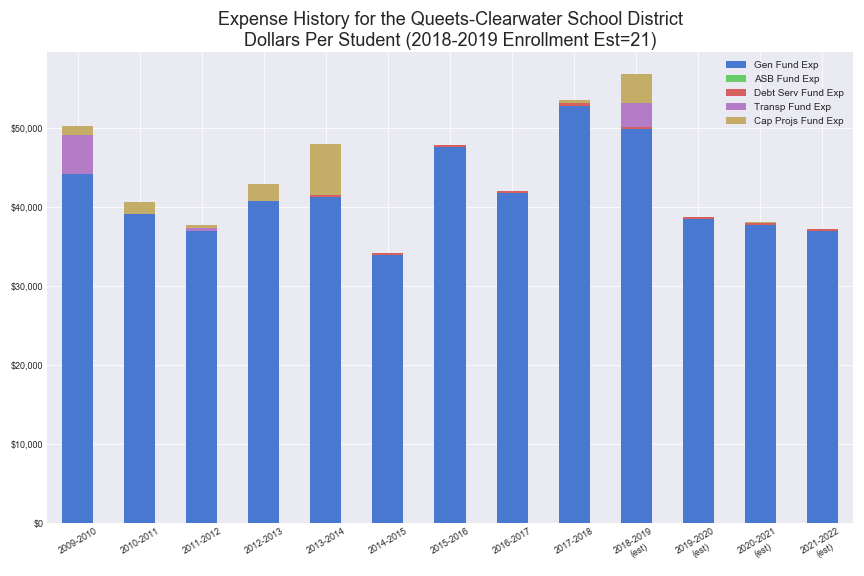 Expense History for the Queets-Clearwater School District
Dollars Per Student (2018-2019 Enrollment Est=21)
Gen Fund Exp
ASB Fund Exp
Debt Serv Fund Exp
Transp Fund Exp
Cap Projs Fund Exp
$50,000
$40,000
$30,000
$20,000
$10,000
$0
2009-2010
2010-2011
2011-2012
2012-2013
2013-2014
2014-2015
2015-2016
2016-2017
2017-2018
2018-2019
(est)
2019-2020
(est)
2020-2021
(est)
2021-2022
(est)